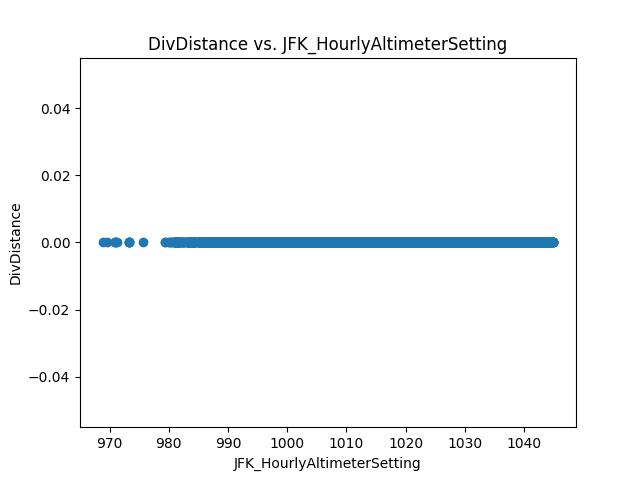 DivDistance vs. JFK_HourlyAltimeterSetting
0.04
0.02
0.00
−0.02
−0.04
DivDistance
970 980 990 1000 1010 1020 1030 1040
JFK_HourlyAltimeterSetting